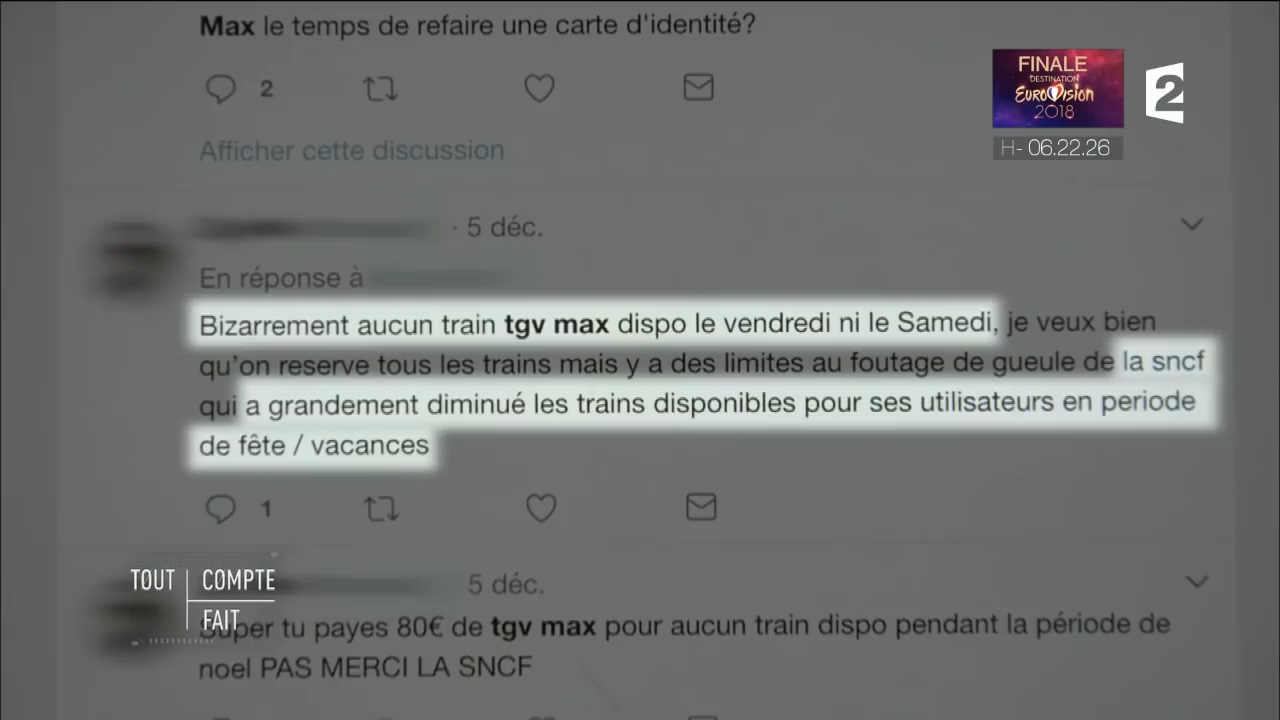 Max le temps de refaire une carte d'identité?
2
FINALE
DESTINATION
EUROVISION
2018
2
H- 06.22.26
Afficher cette discussion
· 5 déc.
En réponse à
Bizarrement aucun train tgv max dispo le vendredi ni le Samedi, je veux bien
qu'on reserve tous les trains mais y a des limites au foutage de gueule de la sncf
qui a grandement diminué les trains disponibles pour ses utilisateurs en periode
de fête / vacances
1
TOUT COMPTE
FAIT
5 déc.
Super tu payes 80€ de tgv max pour aucun train dispo pendant la période de
noel PAS MERCI LA SNCF